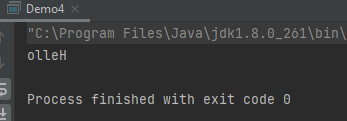 Demo4
"C:\Program Files\Java\jdk1.8.0_261\bin\
olleH
Process finished with exit code 0